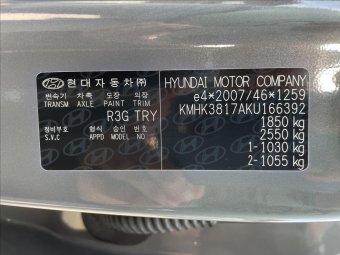 현대자동차㈜
변속기 차축 도장 장식
TRANSM AXLE PAINT TRIM
R3G TRY
정비부호 형식 승인 번호
S.V.C APPD MODEL NO
HYUNDAI MOTOR COMPANY
e4*2007/46*1259
KMHK3817AKU166392
1850 kg
2550 kg
1-1030 kg
2-1055 kg